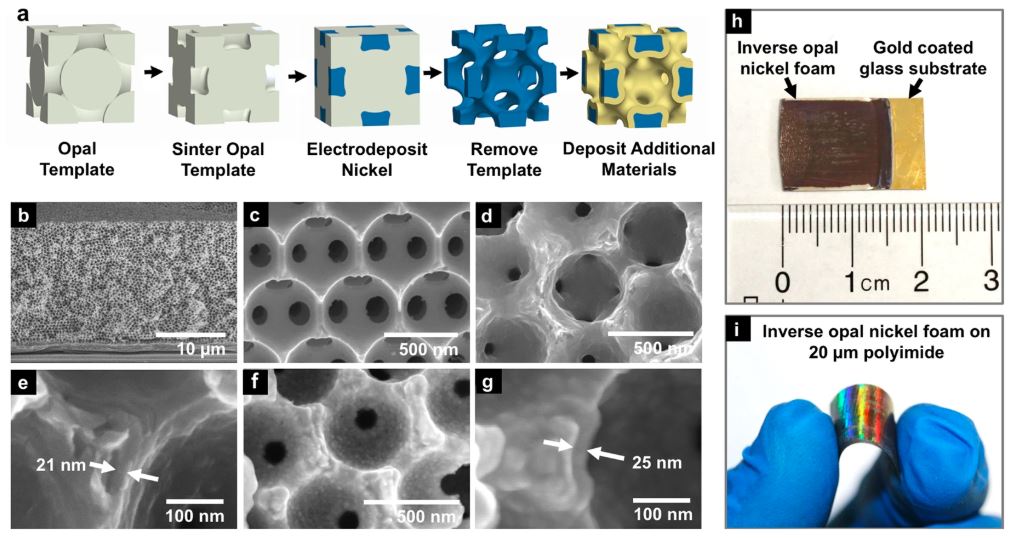 a
Opal
Template
Sinter Opal
Template
Electrodeposit
Nickel
Remove
Template
Deposit Additional
Materials
b
10 µm
c
500 nm
d
500 nm
e
21 nm
100 nm
f
500 nm
g
25 nm
100 nm
h
Inverse opal
nickel foam
Gold coated
glass substrate
0 1 cm 2 3
i
Inverse opal nickel foam on
20 µm polyimide